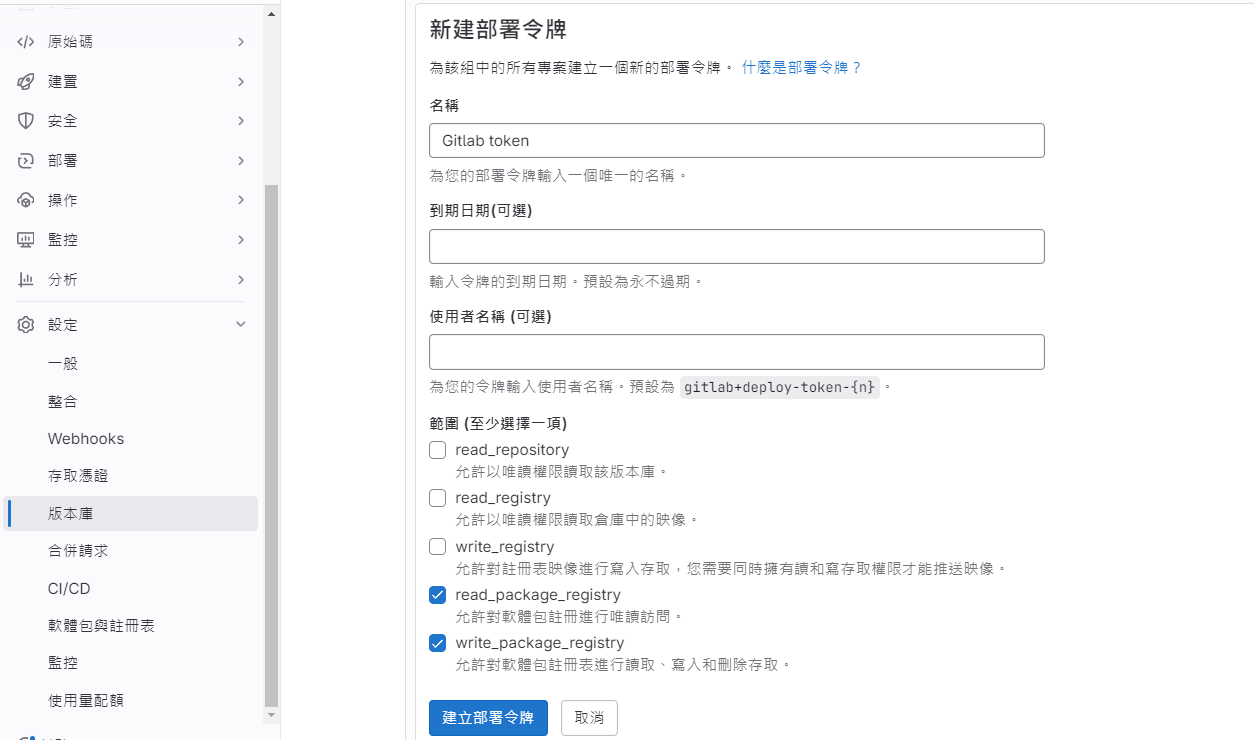 原始碼
建置
安全
部署
操作
監控
分析
設定
一般
整合
Webhooks
存取憑證
版本庫
合併請求
CI/CD
軟體包與註冊表
監控
使用量配額
新建部署令牌
為該組中的所有專案建立一個新的部署令牌。 什麼是部署令牌？
名稱
Gitlab token
為您的部署令牌輸入一個唯一的名稱。
到期日期(可選)
輸入令牌的到期日期。預設為永不過期。
使用者名稱 (可選)
為您的令牌輸入使用者名稱。預設為 gitlab+deploy-token-{n} 。
範圍 (至少選擇一項)
read_repository
允許以唯讀權限讀取該版本庫。
read_registry
允許以唯讀權限讀取倉庫中的映像。
write_registry
允許對註冊表映像進行寫入存取，您需要同時擁有讀和寫存取權限才能推送映像。
read_package_registry
允許對軟體包註冊進行唯讀訪問。
write_package_registry
允許對軟體包註冊表進行讀取、寫入和刪除存取。
建立部署令牌
取消